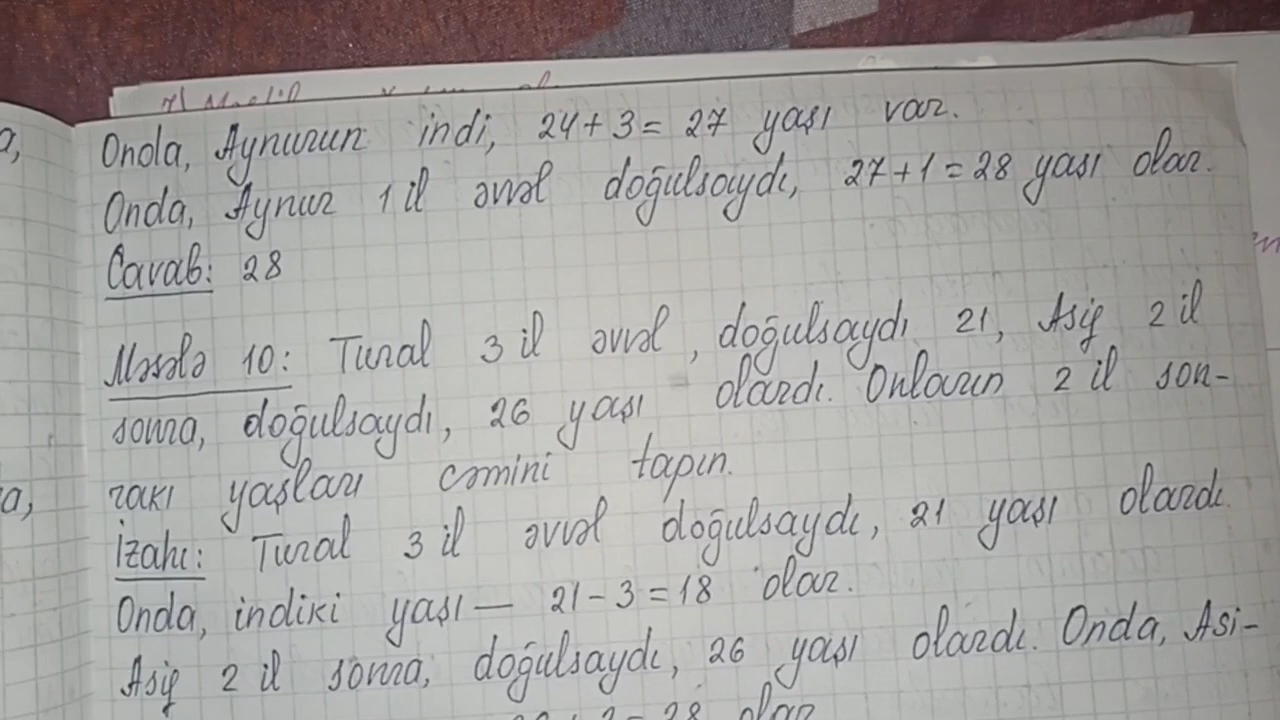 Onda, Aynurun indi, 24+3=27 yaşı var.
Onda, Aynur 1 il əvvəl doğulsaydı, 27+1=28 yaşı olar.
Cavab: 28
Məsələ 10: Tural 3 il əvvəl, doğulsaydı 21, Asif 2 il
sonra, doğulsaydı, 26 yaşı olardı. Onların 2 il son-
rakı yaşları cəmini tapın.
İzahı: Tural 3 il əvvəl doğulsaydı, 21 yaşı olardı.
Onda, indiki yaşı — 21-3=18 olar.
Asif 2 il sonra, doğulsaydı, 26 yaşı olardı. Onda, Asi-
2=28 olar
a,
a,